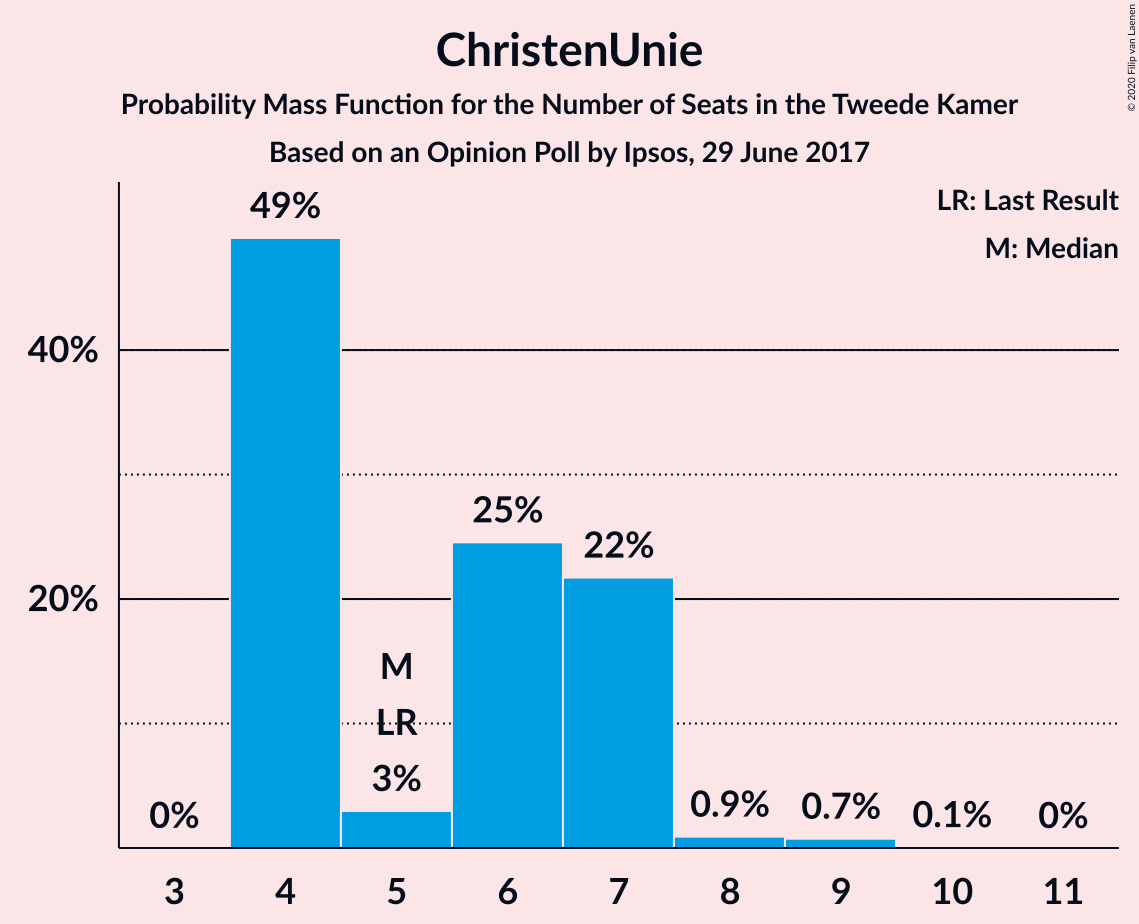 ChristenUnie
Probability Mass Function for the Number of Seats in the Tweede Kamer
Based on an Opinion Poll by Ipsos, 29 June 2017
© 2020 Filip van Laenen
LR: Last Result
M: Median
49%
40%
25%
22%
20%
M
LR
3%
0%
0.9%
0.7%
0.1%
0%
3 4 5 6 7 8 9 10 11